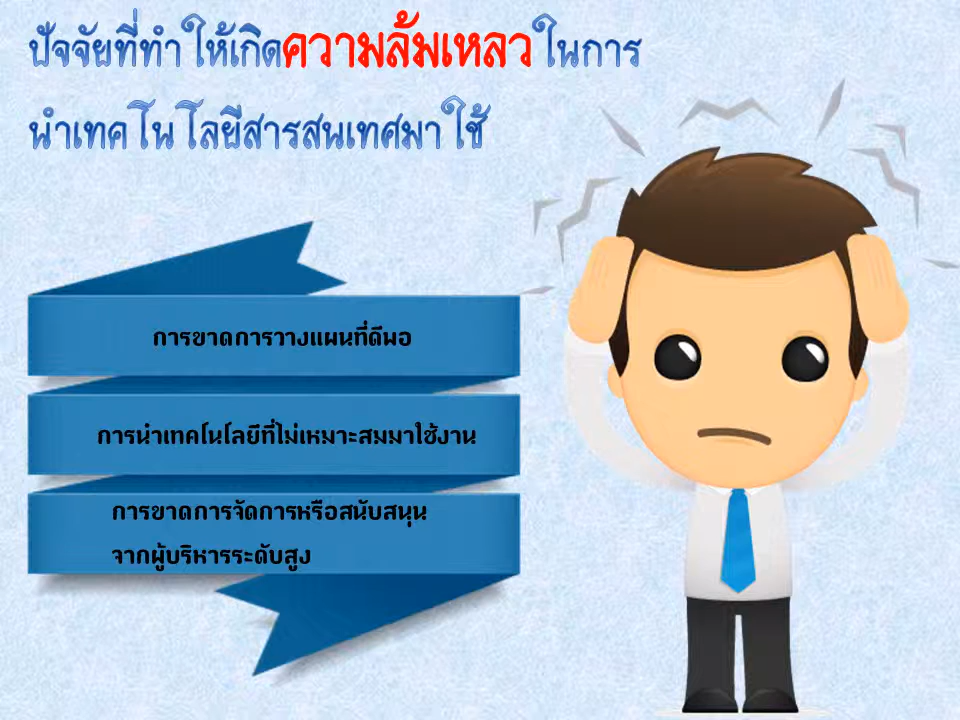 ปัจจัยที่ทำให้เกิดความล้มเหลวในการ
นำเทคโนโลยีสารสนเทศมาใช้
การขาดการวางแผนที่ดีพอ
การนำเทคโนโลยีที่ไม่เหมาะสมมาใช้งาน
การขาดการจัดการหรือสนับสนุน
จากผู้บริหารระดับสูง